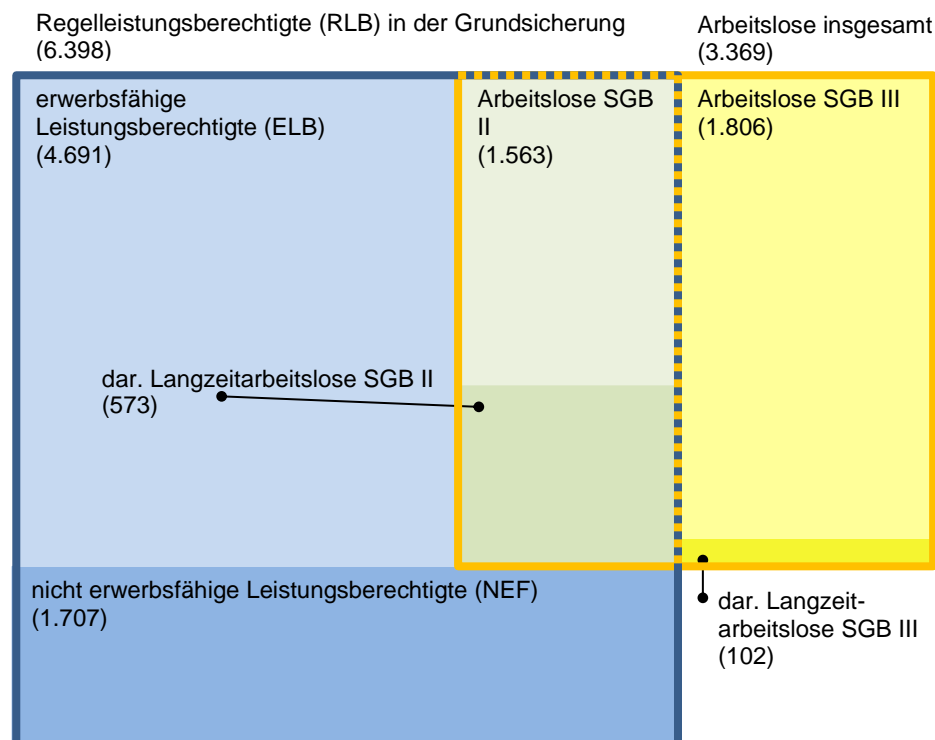 Regelleistungsberechtigte (RLB) in der Grundsicherung
(6.398)
Arbeitslose insgesamt
(3.369)
erwerbsfähige
Leistungsberechtigte (ELB)
(4.691)
Arbeitslose SGB
II
(1.563)
Arbeitslose SGB III
(1.806)
dar. Langzeitarbeitslose SGB II
(573)
nicht erwerbsfähige Leistungsberechtigte (NEF)
(1.707)
dar. Langzeit-
arbeitslose SGB III
(102)